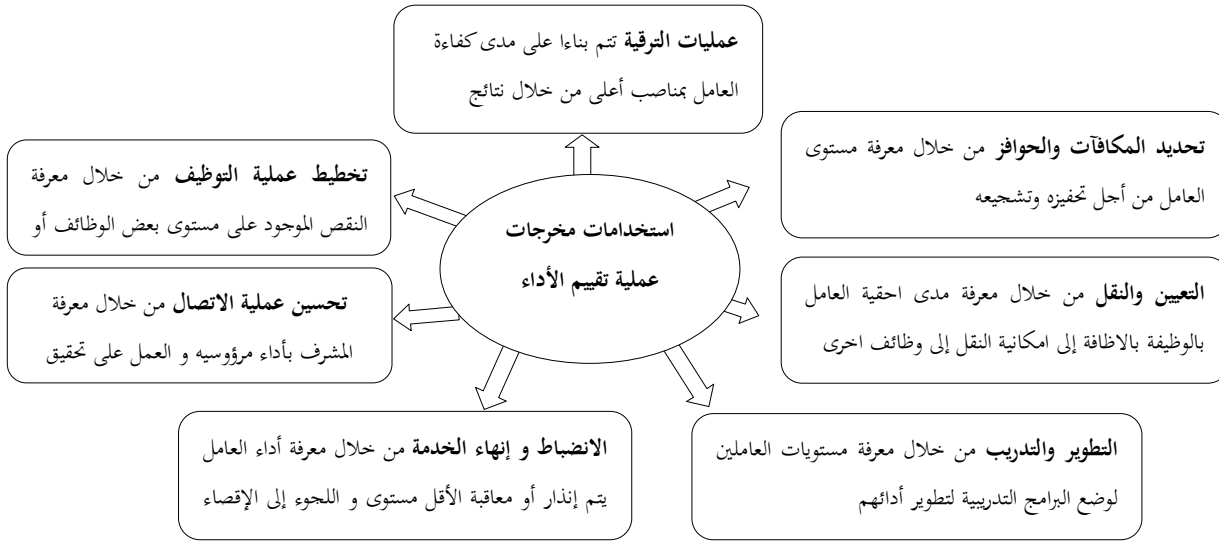 عمليات الترقية تتم بناءا على مدى كفاءة
العامل بمناصب أعلى من خلال نتائج
تحديد المكافآت والحوافز من خلال معرفة مستوى
العامل من أجل تحفيزه وتشجيعه
تخطيط عملية التوظيف من خلال معرفة
النقص الموجود على مستوى بعض الوظائف أو
استخدامات مخرجات
عملية تقييم الأداء
التعيين والنقل من خلال معرفة مدى احقية العامل
بالوظيفة بالاظافة إلى امكانية النقل إلى وظائف اخرى
تحسين عملية الاتصال من خلال معرفة
المشرف بأداء مرؤوسيه و العمل على تحقيق
التطوير والتدريب من خلال معرفة مستويات العاملين
لوضع البرامج التدريبية لتطوير أدائهم
الانضباط و إنهاء الخدمة من خلال معرفة أداء العامل
يتم إنذار أو معاقبة الأقل مستوى و اللجوء إلى الإقصاء